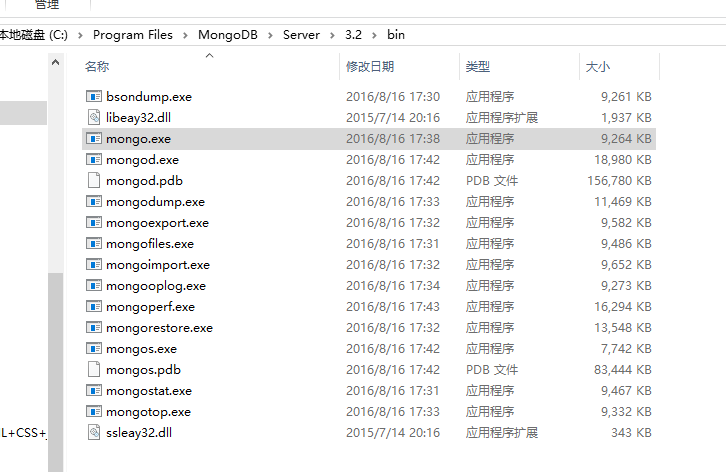 管理
本地磁盘 (C:) > Program Files > MongoDB > Server > 3.2 > bin
名称 修改日期 类型 大小
bsondump.exe 2016/8/16 17:30 应用程序 9,261 KB
libeay32.dll 2015/7/14 20:16 应用程序扩展 1,937 KB
mongo.exe 2016/8/16 17:38 应用程序 9,264 KB
mongod.exe 2016/8/16 17:42 应用程序 18,980 KB
mongod.pdb 2016/8/16 17:42 PDB 文件 156,780 KB
mongodump.exe 2016/8/16 17:33 应用程序 11,469 KB
mongoexport.exe 2016/8/16 17:32 应用程序 9,582 KB
mongofiles.exe 2016/8/16 17:31 应用程序 9,486 KB
mongoimport.exe 2016/8/16 17:32 应用程序 9,652 KB
mongooplog.exe 2016/8/16 17:34 应用程序 9,273 KB
mongoperf.exe 2016/8/16 17:43 应用程序 16,294 KB
mongorestore.exe 2016/8/16 17:32 应用程序 13,548 KB
mongos.exe 2016/8/16 17:42 应用程序 7,742 KB
mongos.pdb 2016/8/16 17:42 PDB 文件 83,444 KB
mongostat.exe 2016/8/16 17:31 应用程序 9,467 KB
mongotop.exe 2016/8/16 17:33 应用程序 9,332 KB
L+CSS+ ssleay32.dll 2015/7/14 20:16 应用程序扩展 343 KB